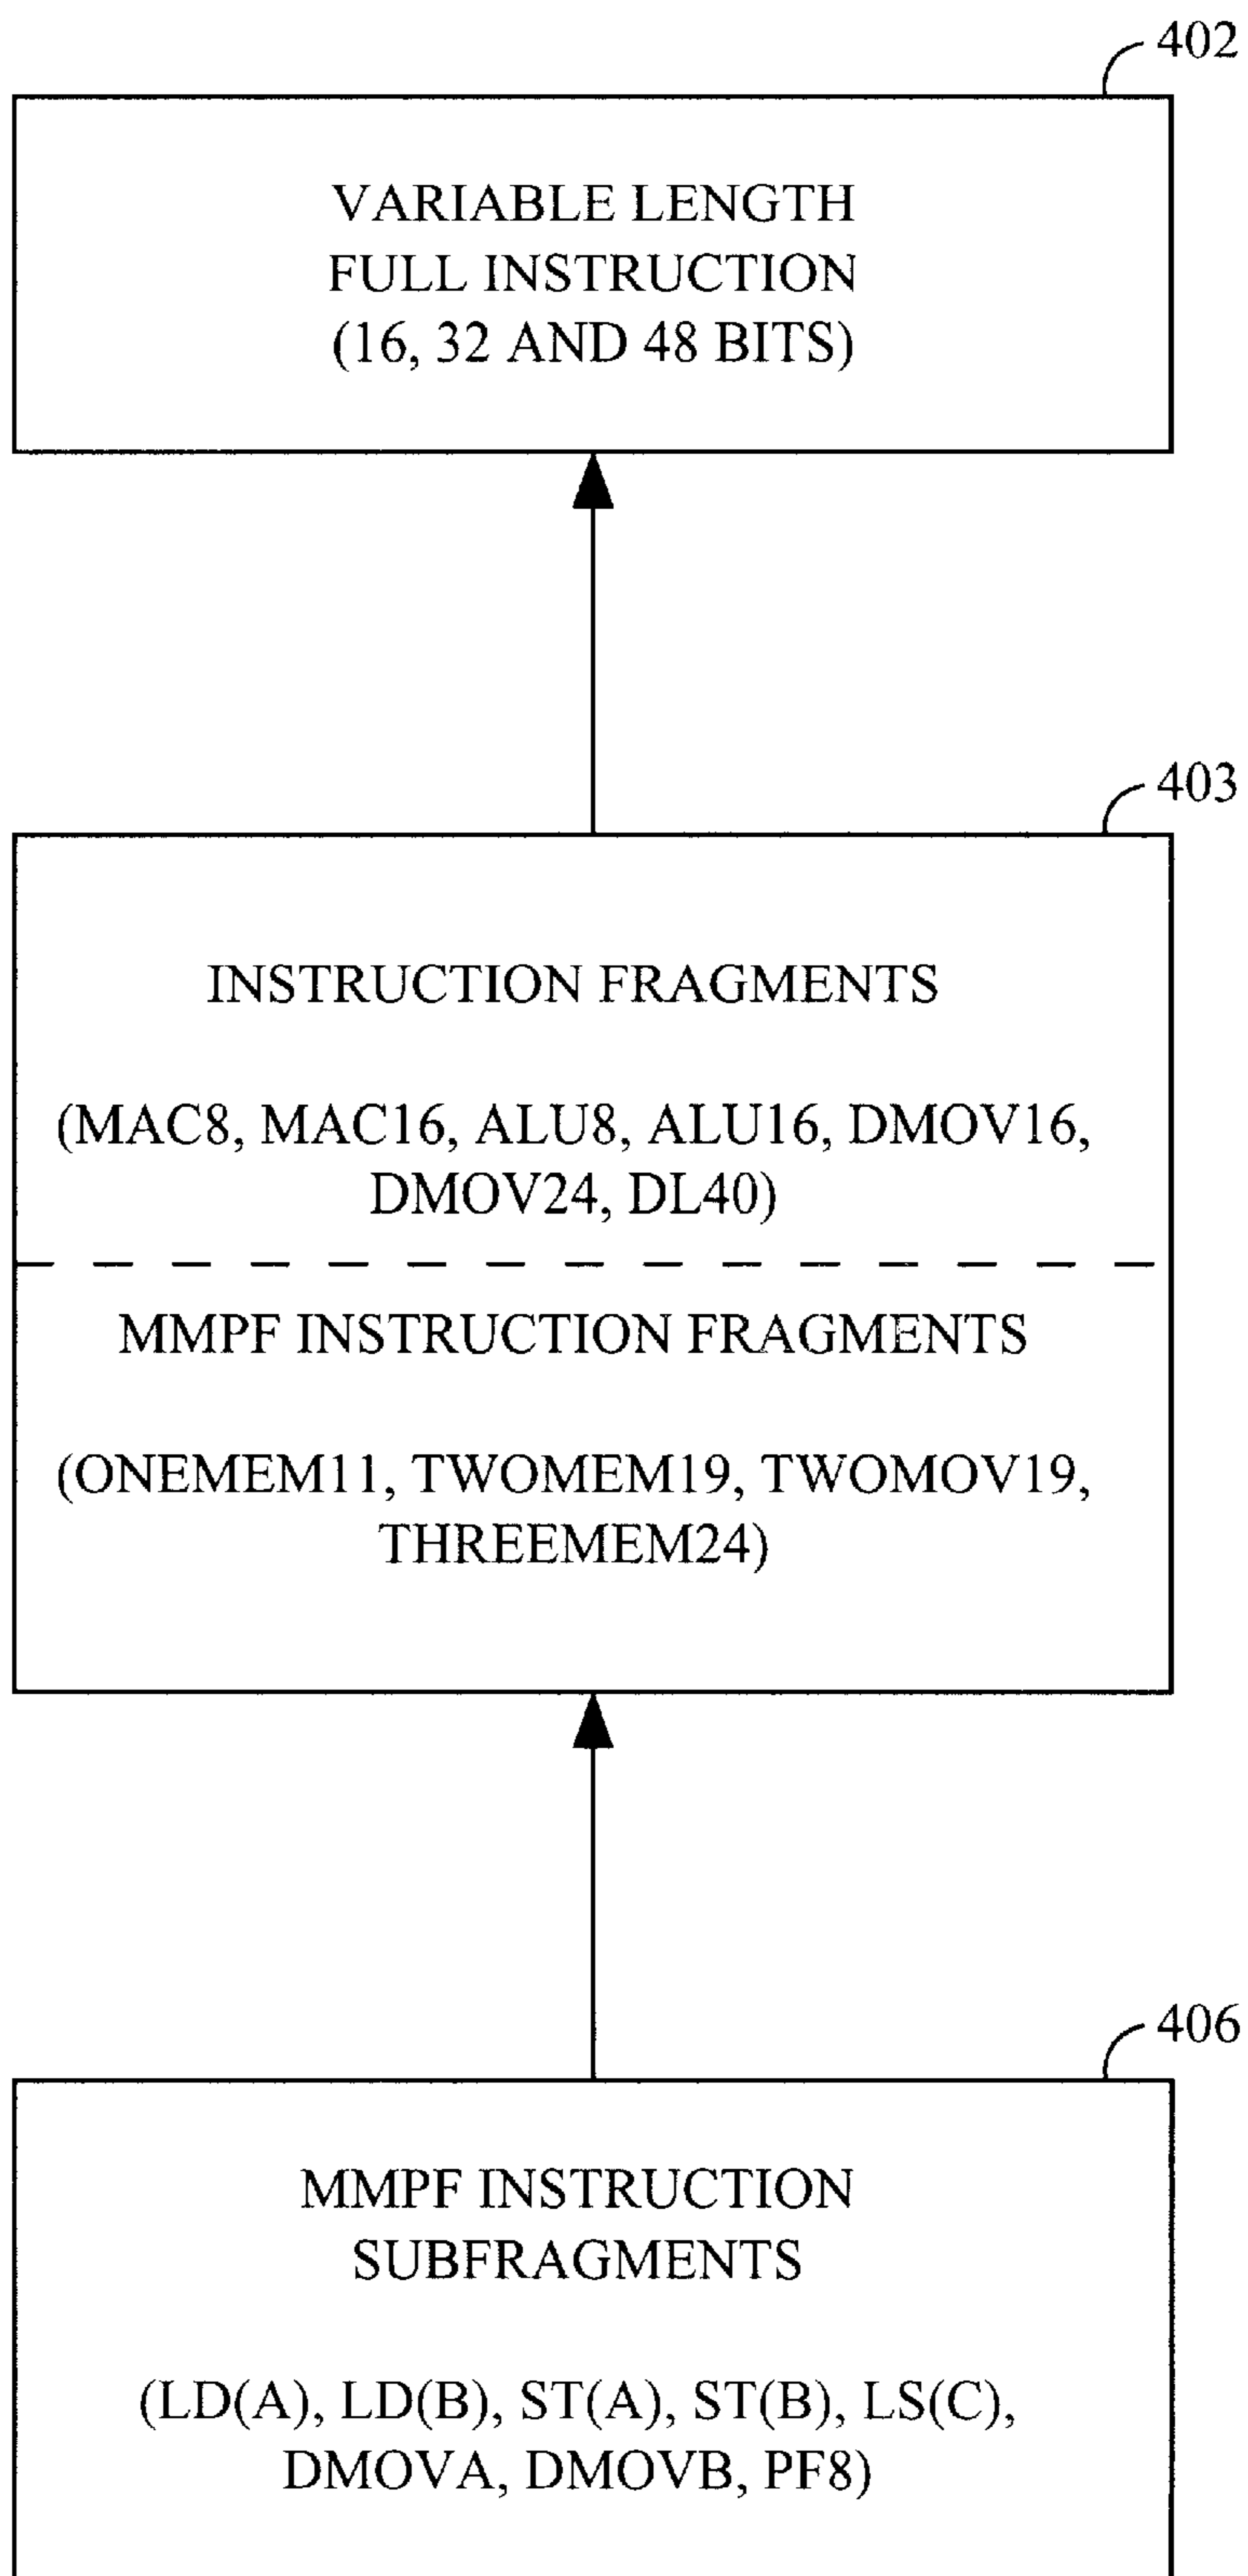 402
VARIABLE LENGTH
FULL INSTRUCTION
(16, 32 AND 48 BITS)
403
INSTRUCTION FRAGMENTS
(MAC8, MAC16, ALU8, ALU16, DMOV16,
DMOV24, DL40)
MMPF INSTRUCTION FRAGMENTS
(ONEMEM11, TWOMEM19, TWOMOV19,
THREEMEM24)
406
MMPF INSTRUCTION
SUBFRAGMENTS
(LD(A), LD(B), ST(A), ST(B), LS(C),
DMOVA, DMOVB, PF8)